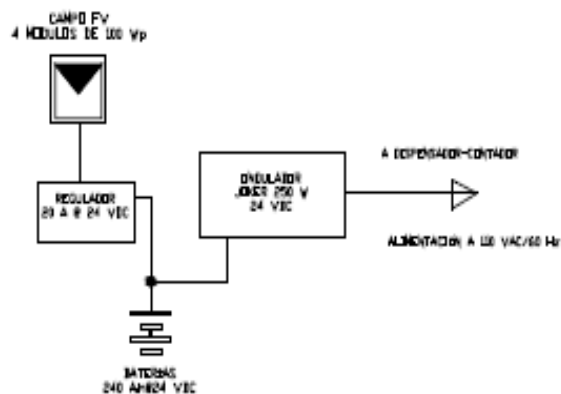 CAMPO FV
4 MODULOS DE 100 Wp
REGULADOR
20 A @ 24 VDC
ONDULADOR
JOKER 250 W
24 VDC
A DISPENSADOR-CONTADOR
ALIMENTACION A 110 VAC/60 Hz
BATERIAS
240 AH@24 VDC